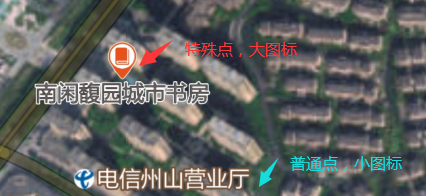 特殊点，大图标
南闲馥园城市书房
普通点，小图标
电信州山营业厅